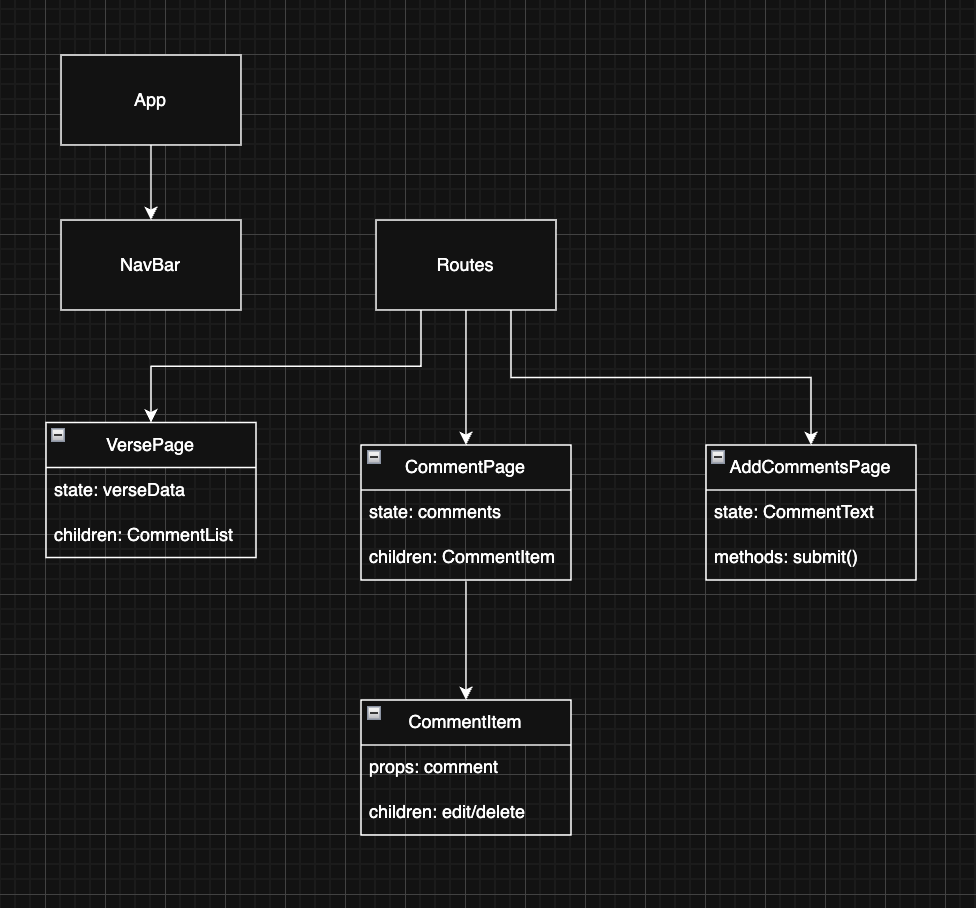 App
NavBar
Routes
VersePage
state: verseData
children: CommentList
CommentPage
state: comments
children: CommentItem
AddCommentsPage
state: CommentText
methods: submit()
CommentItem
props: comment
children: edit/delete